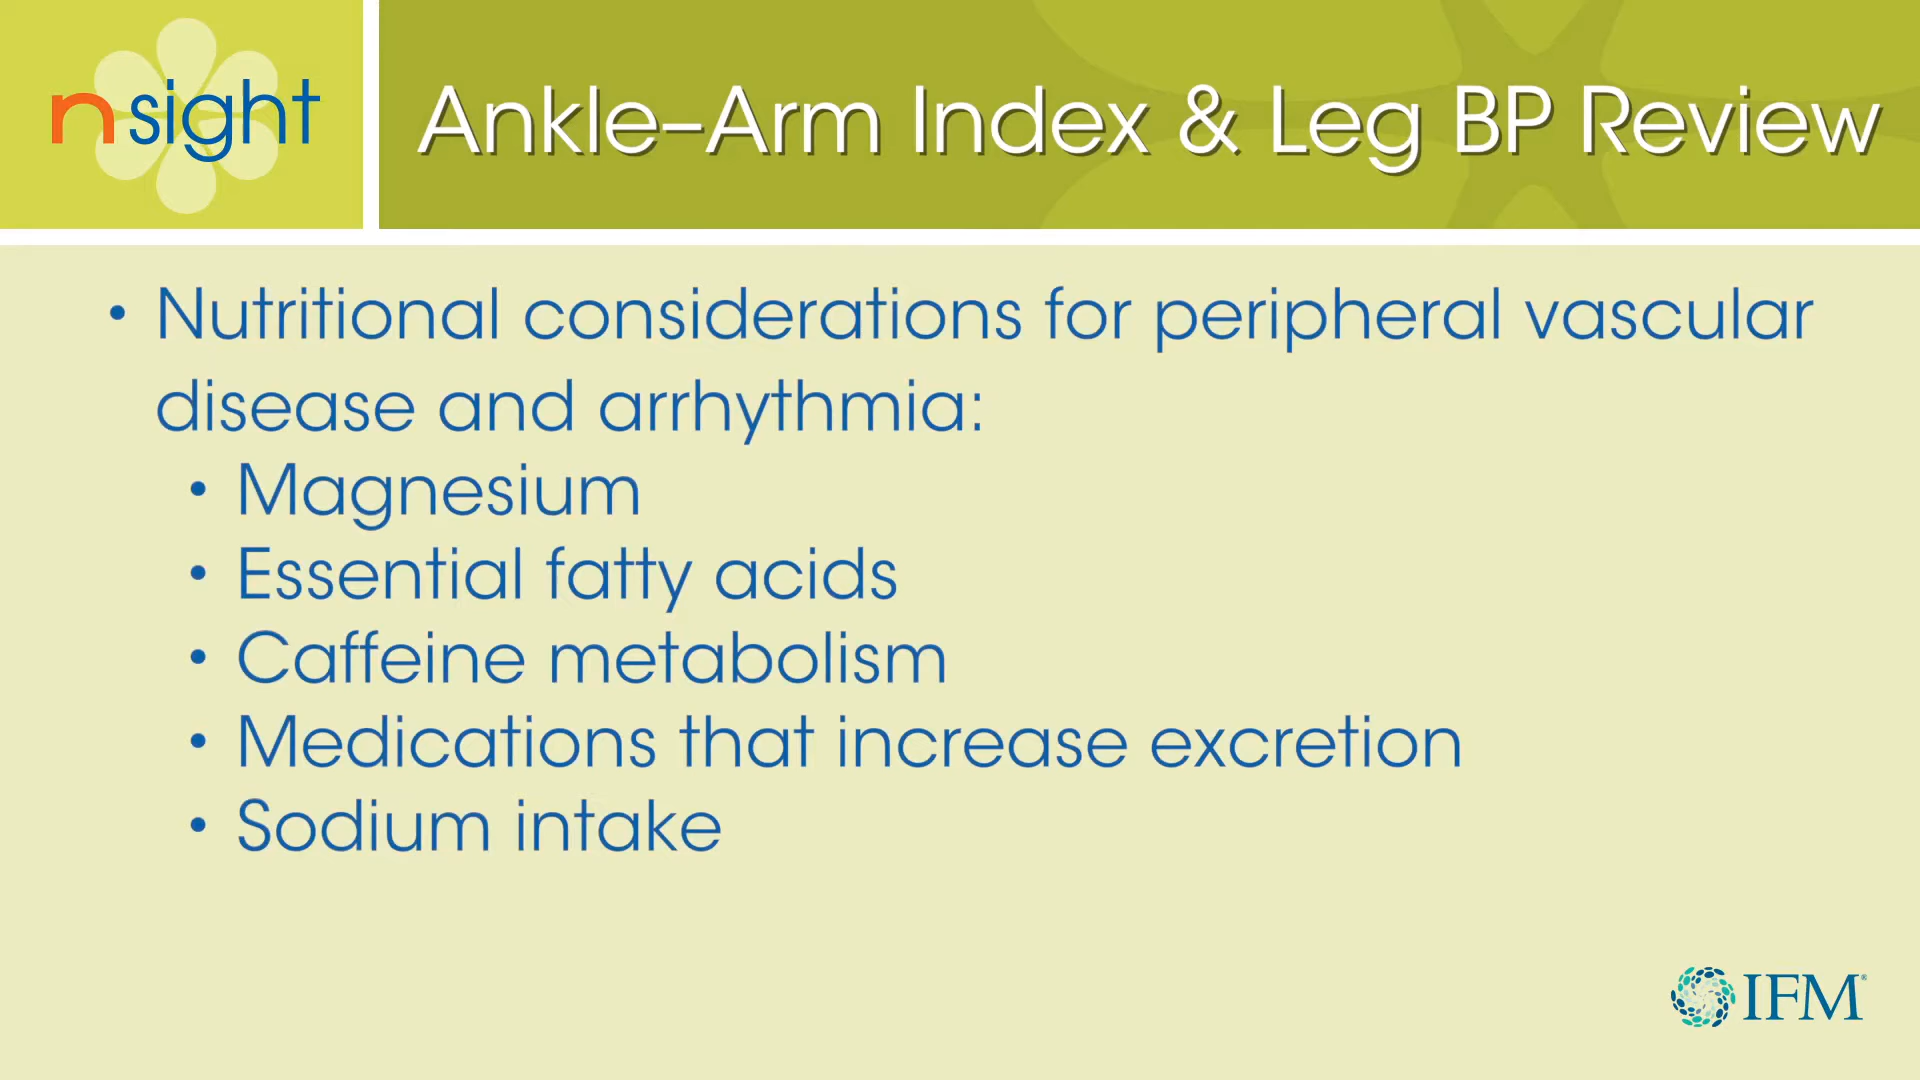 nsight
Ankle–Arm Index & Leg BP Review
• Nutritional considerations for peripheral vascular
disease and arrhythmia:
• Magnesium
• Essential fatty acids
• Caffeine metabolism
• Medications that increase excretion
• Sodium intake
IFM®